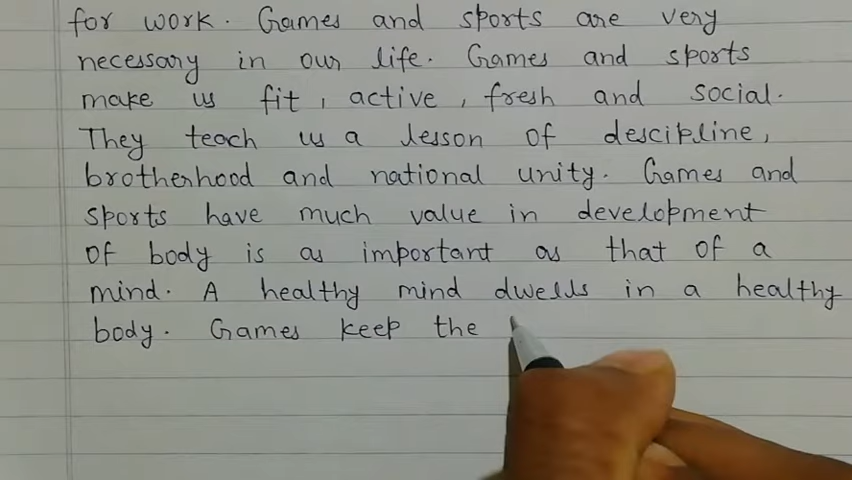 for work. Games and sports are very
necessary in our life. Games and sports
make us fit, active, fresh and social.
They teach us a lesson of descipline,
brotherhood and national unity. Games and
sports have much value in development
of body is as important as that of a
mind. A healthy mind dwells in a healthy
body. Games keep the